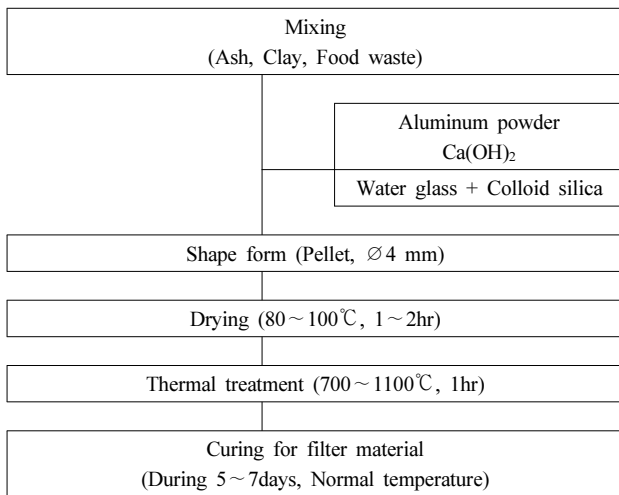 Mixing
(Ash, Clay, Food waste)
Aluminum powder
Ca(OH)₂
Water glass + Colloid silica
Shape form (Pellet, ∅4 mm)
Drying (80～100℃, 1～2hr)
Thermal treatment (700～1100℃, 1hr)
Curing for filter material
(During 5～7days, Normal temperature)